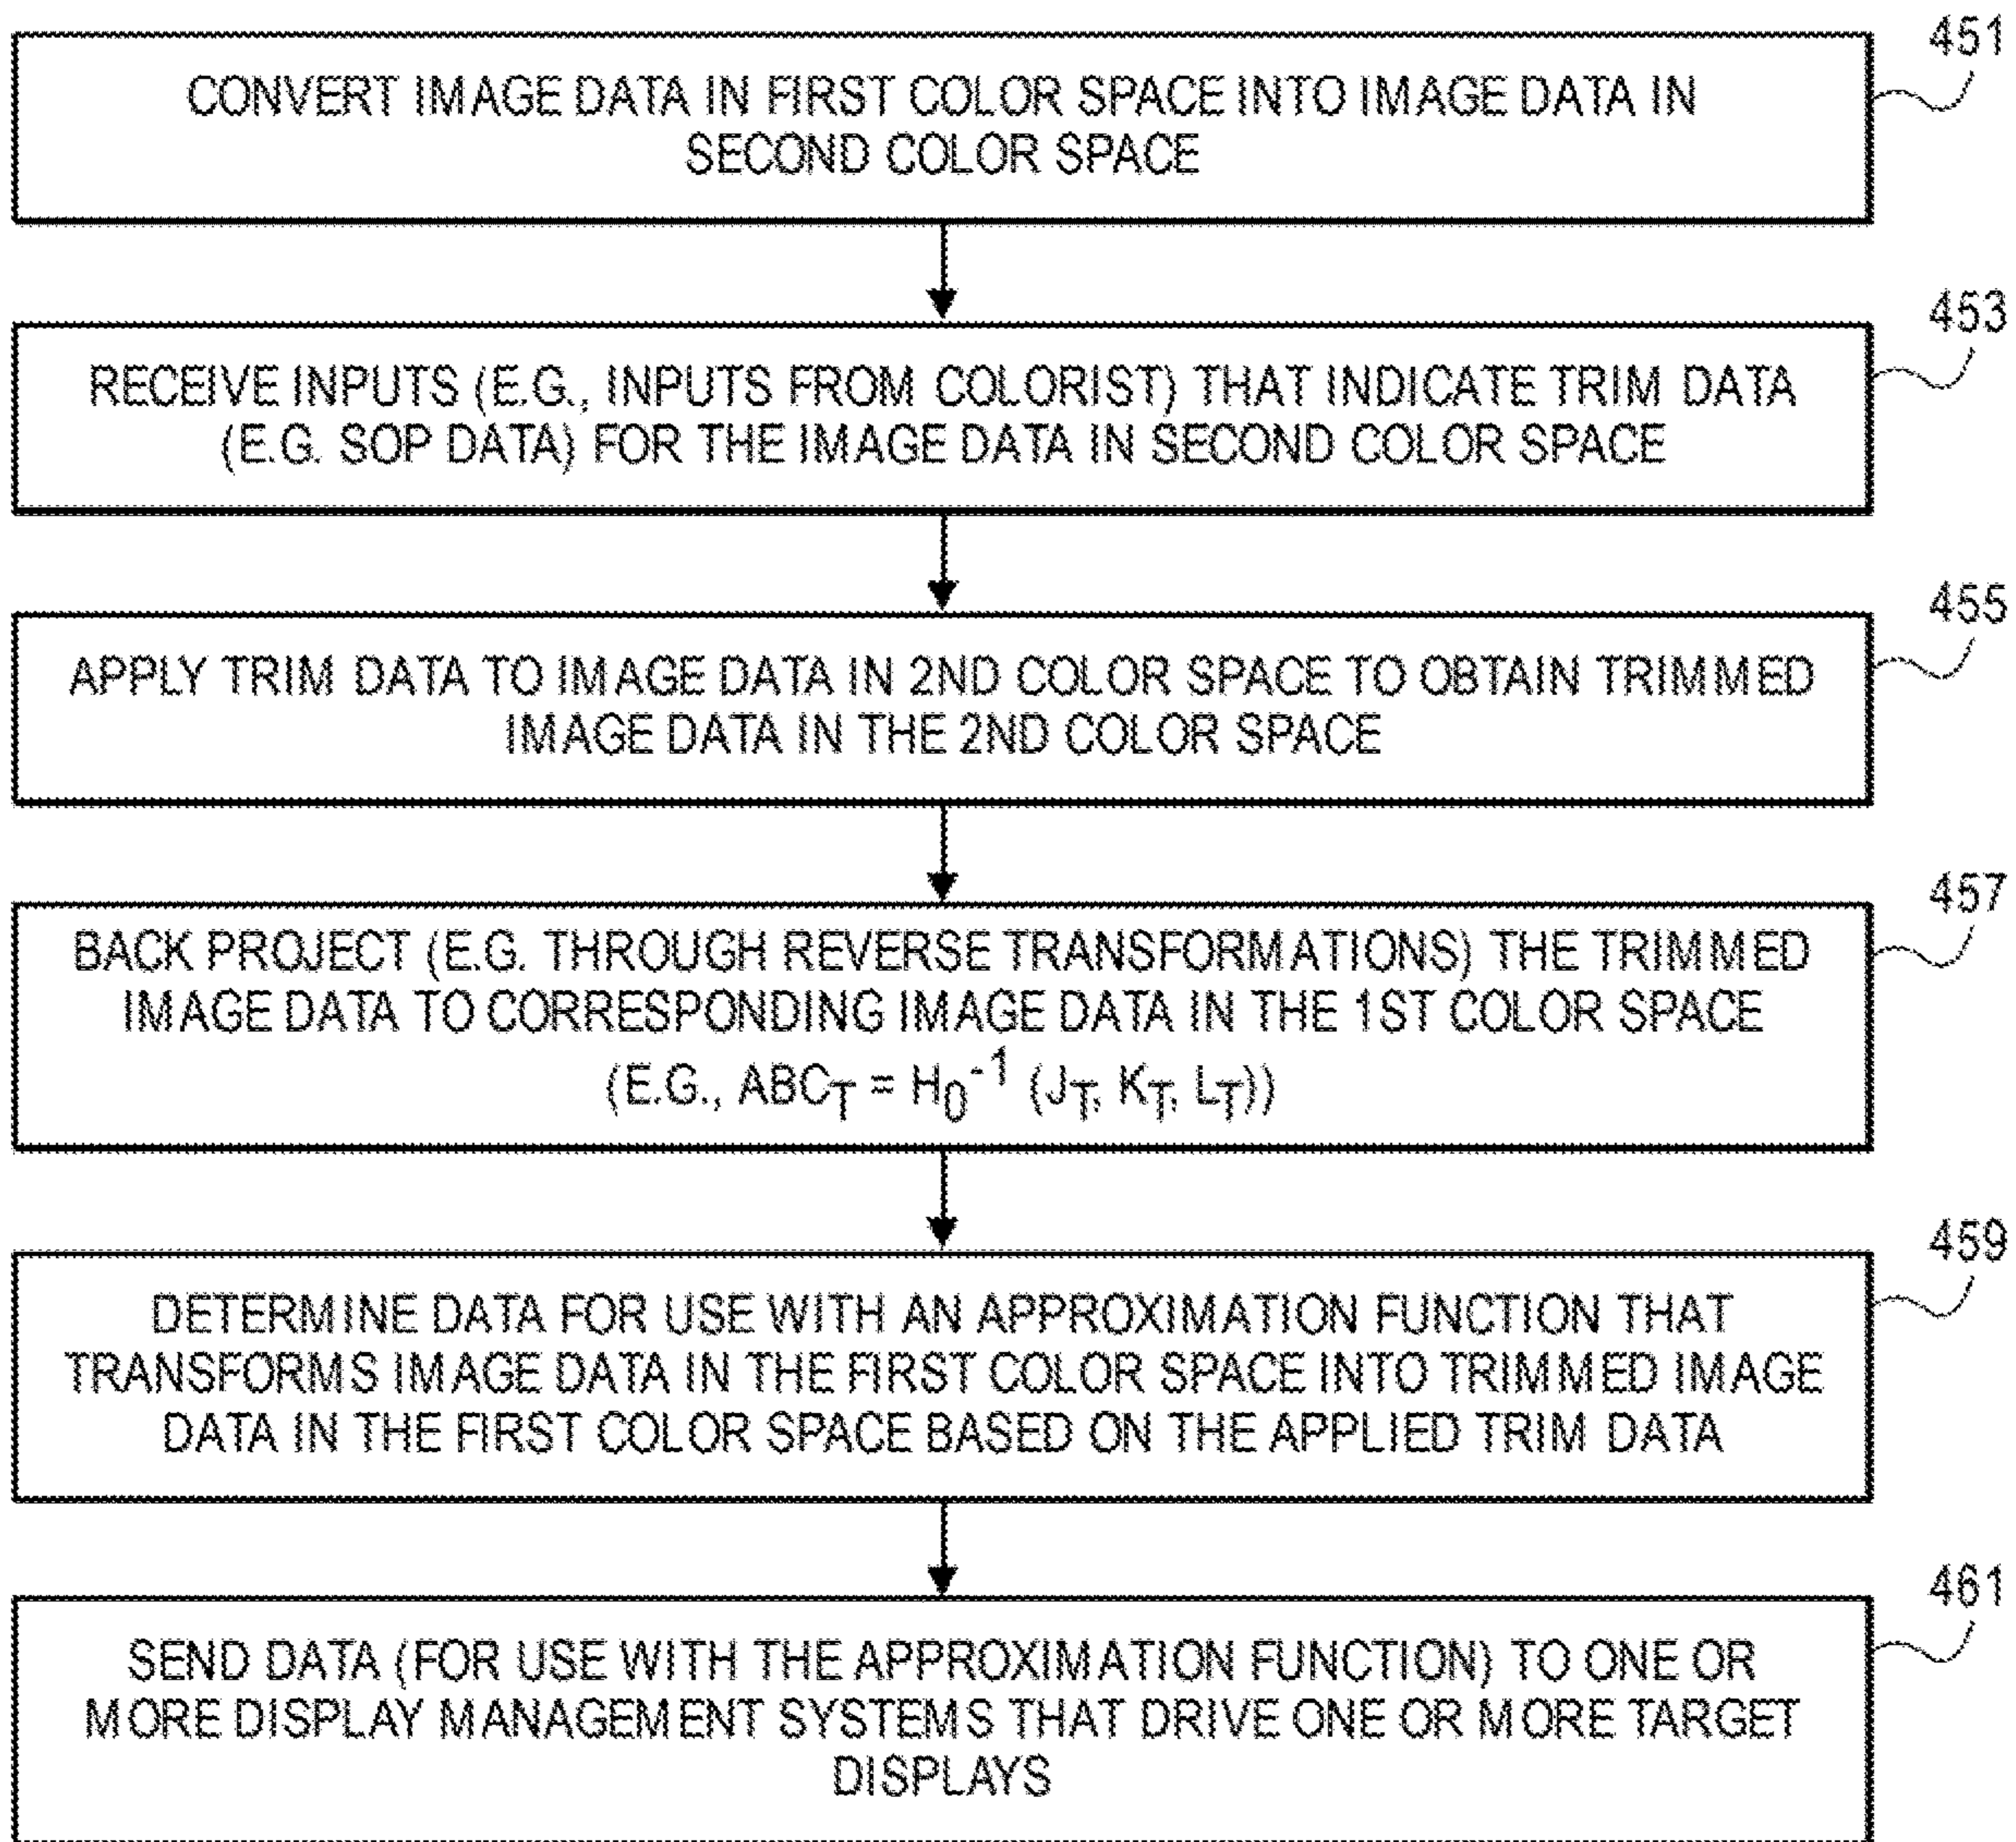 451
CONVERT IMAGE DATA IN FIRST COLOR SPACE INTO IMAGE DATA IN
SECOND COLOR SPACE
453
RECEIVE INPUTS (E.G., INPUTS FROM COLORIST) THAT INDICATE TRIM DATA
(E.G. SOP DATA) FOR THE IMAGE DATA IN SECOND COLOR SPACE
455
APPLY TRIM DATA TO IMAGE DATA IN 2ND COLOR SPACE TO OBTAIN TRIMMED
IMAGE DATA IN THE 2ND COLOR SPACE
457
BACK PROJECT (E.G. THROUGH REVERSE TRANSFORMATIONS) THE TRIMMED
IMAGE DATA TO CORRESPONDING IMAGE DATA IN THE 1ST COLOR SPACE
(E.G., ABC_T = H_0^-1 (J_T, K_T, L_T))
459
DETERMINE DATA FOR USE WITH AN APPROXIMATION FUNCTION THAT
TRANSFORMS IMAGE DATA IN THE FIRST COLOR SPACE INTO TRIMMED IMAGE
DATA IN THE FIRST COLOR SPACE BASED ON THE APPLIED TRIM DATA
461
SEND DATA (FOR USE WITH THE APPROXIMATION FUNCTION) TO ONE OR
MORE DISPLAY MANAGEMENT SYSTEMS THAT DRIVE ONE OR MORE TARGET
DISPLAYS